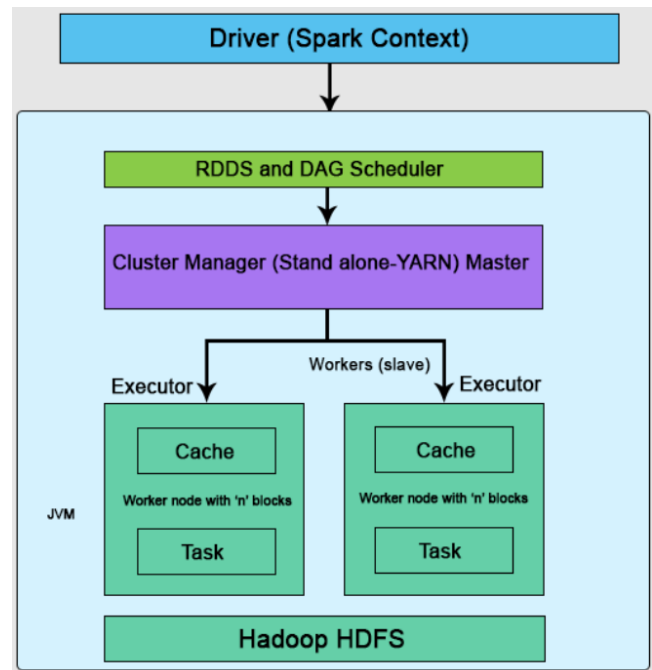 Driver (Spark Context)
RDDS and DAG Scheduler
Cluster Manager (Stand alone-YARN) Master
Workers (slave)
Executor
Executor
Cache
Cache
Worker node with 'n' blocks
Worker node with 'n' blocks
JVM
Task
Task
Hadoop HDFS